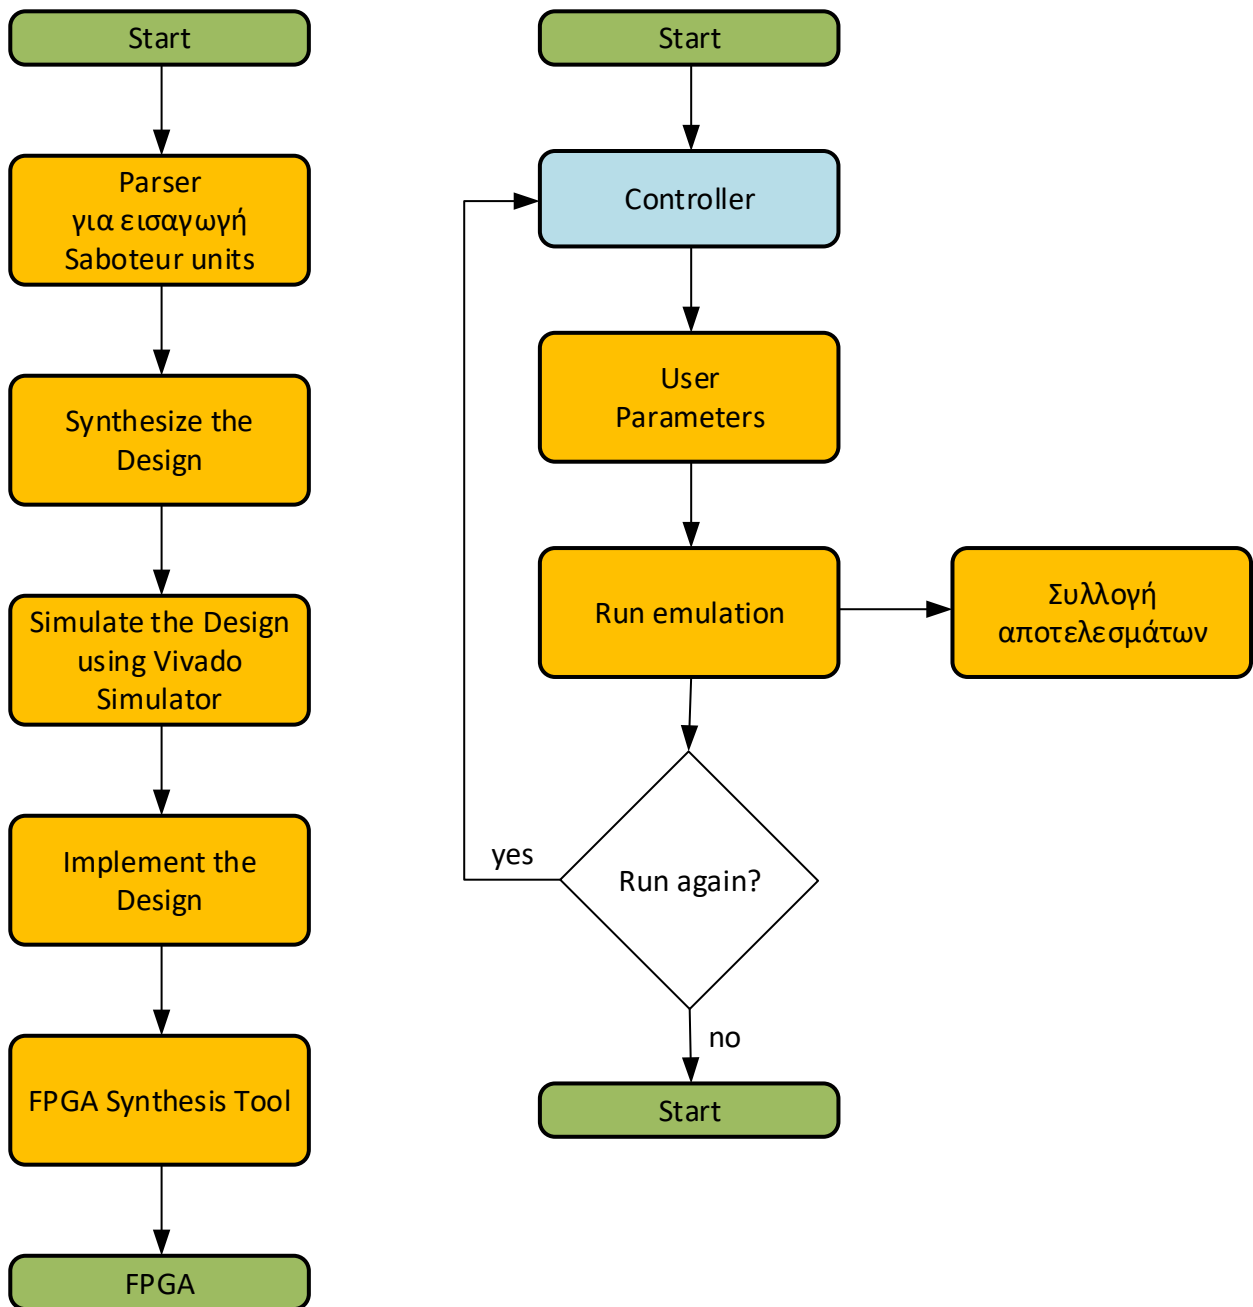 Start
Parser
για εισαγωγή
Saboteur units
Synthesize the
Design
Simulate the Design
using Vivado
Simulator
Implement the
Design
FPGA Synthesis Tool
FPGA
Start
Controller
User
Parameters
Run emulation
Συλλογή
αποτελεσμάτων
Run again?
yes
no
Start